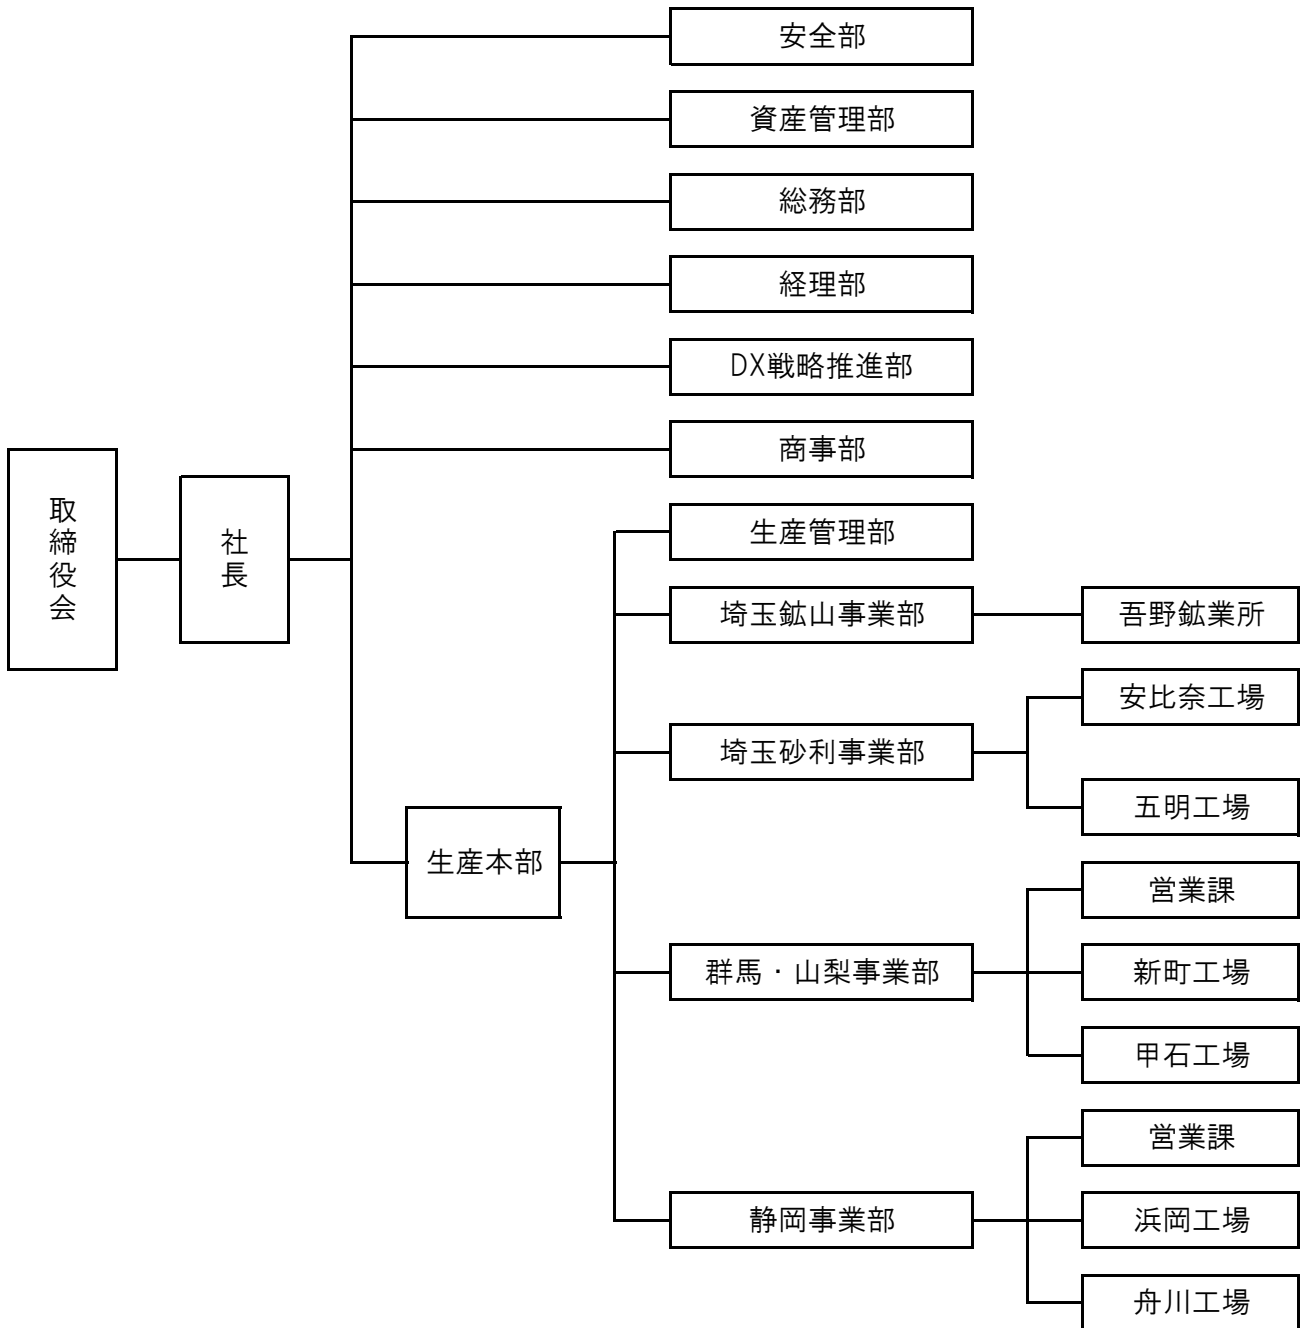 安全部
資産管理部
総務部
経理部
DX戦略推進部
商事部
取締役会
社長
生産管理部
埼玉鉱山事業部
吾野鉱業所
安比奈工場
埼玉砂利事業部
五明工場
生産本部
営業課
群馬・山梨事業部
新町工場
甲石工場
営業課
静岡事業部
浜岡工場
舟川工場